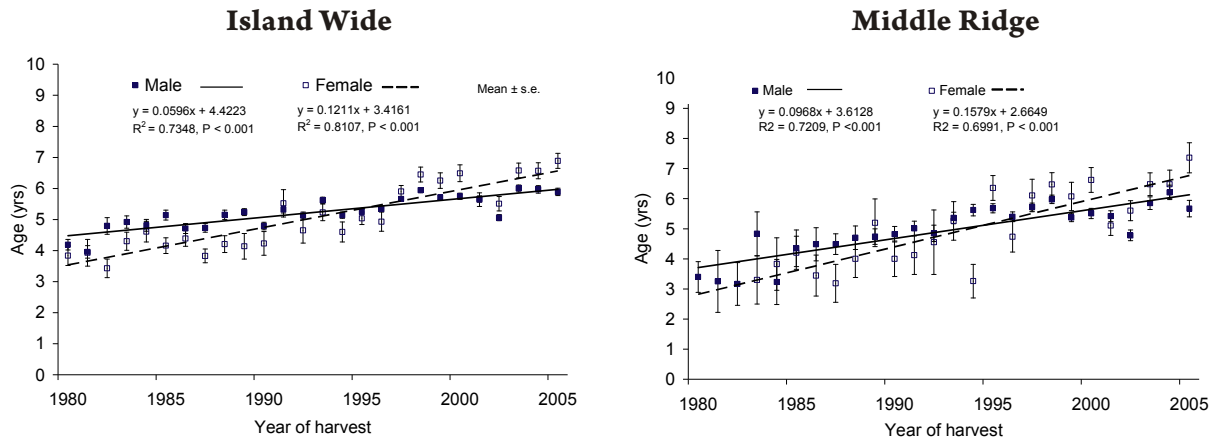 Island Wide
10
9
8
7
6
5
4
3
2
1
0
Age (yrs)
Male
Female
Mean ± s.e.
y = 0.0596x + 4.4223
R² = 0.7348, P < 0.001
y = 0.1211x + 3.4161
R² = 0.8107, P < 0.001
1980 1985 1990 1995 2000 2005
Year of harvest
Middle Ridge
10
9
8
7
6
5
4
3
2
1
0
Age (yrs)
Male
Female
y = 0.0968x + 3.6128
R2 = 0.7209, P <0.001
y = 0.1579x + 2.6649
R2 = 0.6991, P < 0.001
1980 1985 1990 1995 2000 2005
Year of harvest